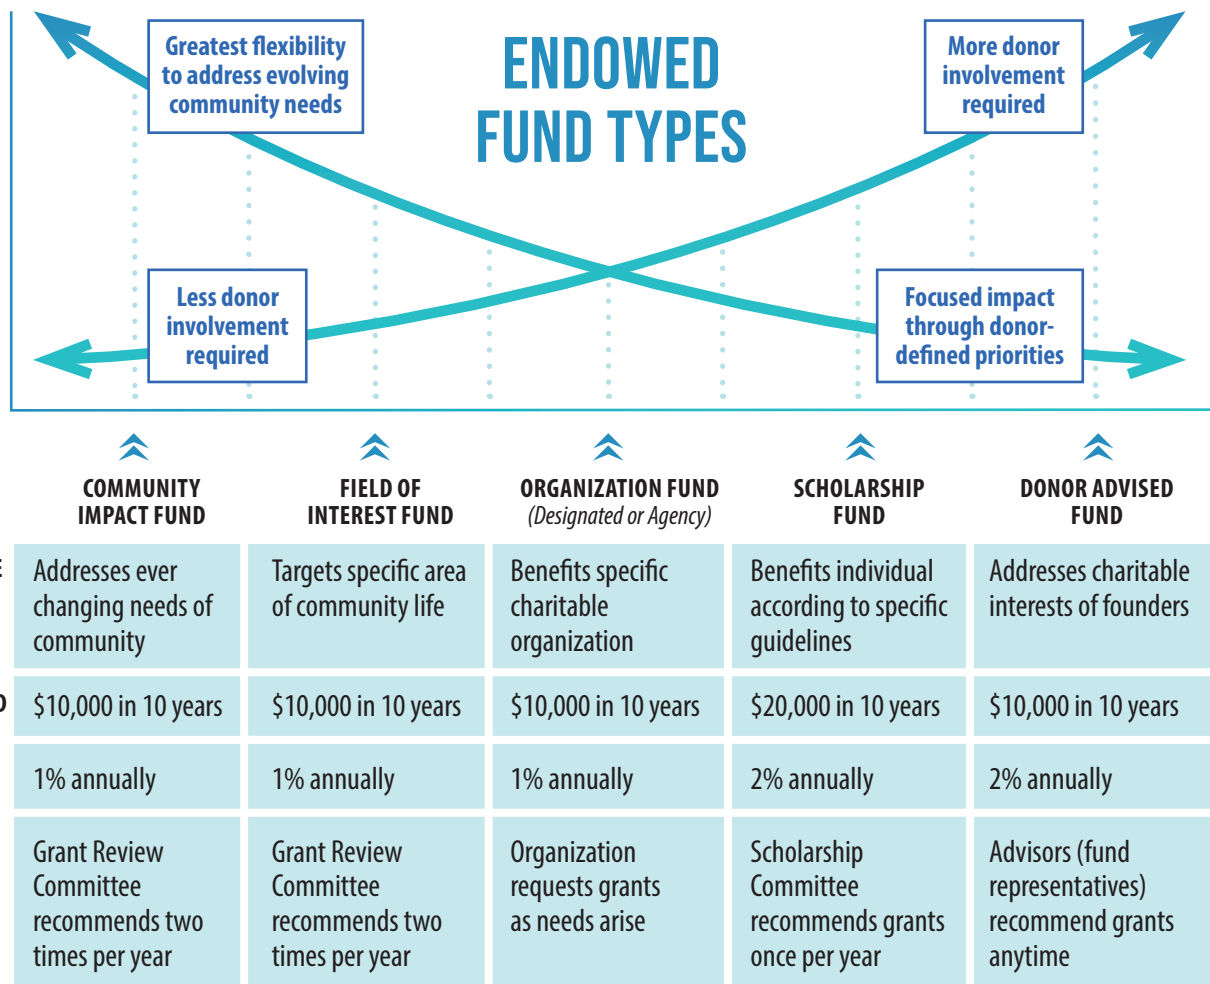 Greatest flexibility
to address evolving
community needs
ENDOWED
FUND TYPES
More donor
involvement
required
Less donor
involvement
required
Focused impact
through donor-
defined priorities
COMMUNITY
IMPACT FUND
FIELD OF
INTEREST FUND
ORGANIZATION FUND
(Designated or Agency)
SCHOLARSHIP
FUND
DONOR ADVISED
FUND
Addresses ever
changing needs of
community
Targets specific area
of community life
Benefits specific
charitable
organization
Benefits individual
according to specific
guidelines
Addresses charitable
interests of founders
$10,000 in 10 years
$10,000 in 10 years
$10,000 in 10 years
$20,000 in 10 years
$10,000 in 10 years
1% annually
1% annually
1% annually
2% annually
2% annually
Grant Review
Committee
recommends two
times per year
Grant Review
Committee
recommends two
times per year
Organization
requests grants
as needs arise
Scholarship
Committee
recommends grants
once per year
Advisors (fund
representatives)
recommend grants
anytime